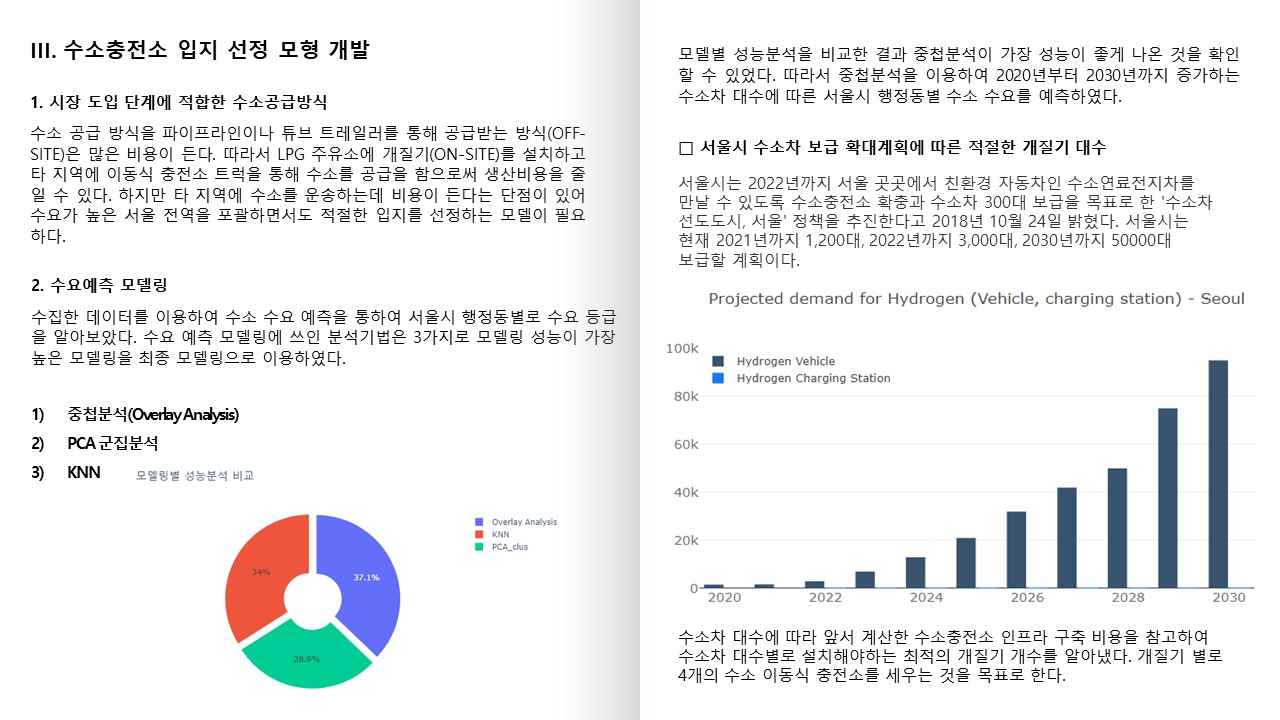 III. 수소충전소 입지 선정 모형 개발
1. 시장 도입 단계에 적합한 수소공급방식
수소 공급 방식을 파이프라인이나 튜브 트레일러를 통해 공급받는 방식(OFF-
SITE)은 많은 비용이 든다. 따라서 LPG 주유소에 개질기(ON-SITE)를 설치하고
타 지역에 이동식 충전소 트럭을 통해 수소를 공급을 함으로써 생산비용을 줄
일 수 있다. 하지만 타 지역에 수소를 운송하는데 비용이 든다는 단점이 있어
수요가 높은 서울 전역을 포괄하면서도 적절한 입지를 선정하는 모델이 필요
하다.
2. 수요예측 모델링
수집한 데이터를 이용하여 수소 수요 예측을 통하여 서울시 행정동별로 수요 등급
을 알아보았다. 수요 예측 모델링에 쓰인 분석기법은 3가지로 모델링 성능이 가장
높은 모델링을 최종 모델링으로 이용하였다.
1) 중첩분석(Overlay Analysis)
2) PCA 군집분석
3) KNN
모델링별 성능분석 비교
Overlay Analysis
KNN
PCA_clus
34%
37.1%
28.9%
모델별 성능분석을 비교한 결과 중첩분석이 가장 성능이 좋게 나온 것을 확인
할 수 있었다. 따라서 중첩분석을 이용하여 2020년부터 2030년까지 증가하는
수소차 대수에 따른 서울시 행정동별 수소 수요를 예측하였다.
□ 서울시 수소차 보급 확대계획에 따른 적절한 개질기 대수
서울시는 2022년까지 서울 곳곳에서 친환경 자동차인 수소연료전지차를
만날 수 있도록 수소충전소 확충과 수소차 300대 보급을 목표로 한 '수소차
선도도시, 서울' 정책을 추진한다고 2018년 10월 24일 밝혔다. 서울시는
현재 2021년까지 1,200대, 2022년까지 3,000대, 2030년까지 50000대
보급할 계획이다.
Projected demand for Hydrogen (Vehicle, charging station) - Seoul
Hydrogen Vehicle
Hydrogen Charging Station
100k
80k
60k
40k
20k
0
2020 2022 2024 2026 2028 2030
수소차 대수에 따라 앞서 계산한 수소충전소 인프라 구축 비용을 참고하여
수소차 대수별로 설치해야하는 최적의 개질기 개수를 알아냈다. 개질기 별로
4개의 수소 이동식 충전소를 세우는 것을 목표로 한다.